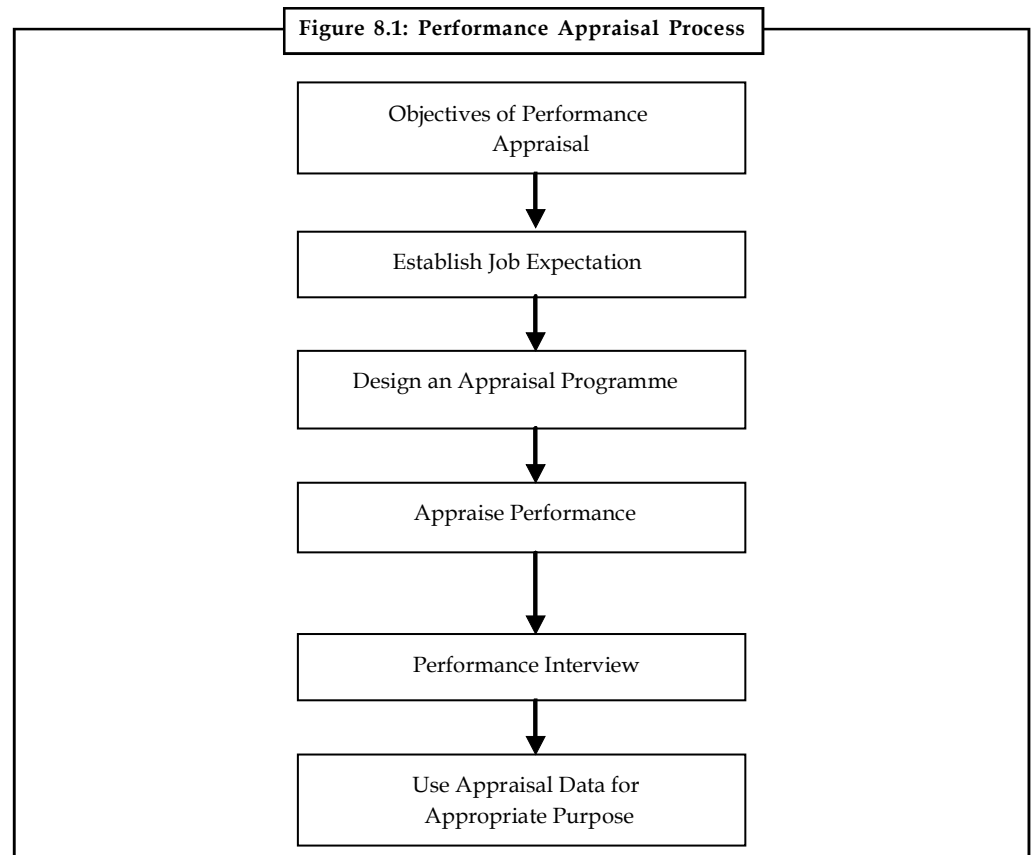 Figure 8.1: Performance Appraisal Process
Objectives of Performance
Appraisal
Establish Job Expectation
Design an Appraisal Programme
Appraise Performance
Performance Interview
Use Appraisal Data for
Appropriate Purpose